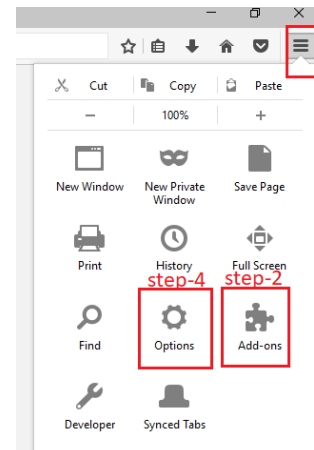 Cut Copy Paste
− 100% +
New Window New Private Window Save Page
Print History Full Screen
step-4 step-2
Find Options Add-ons
Developer Synced Tabs